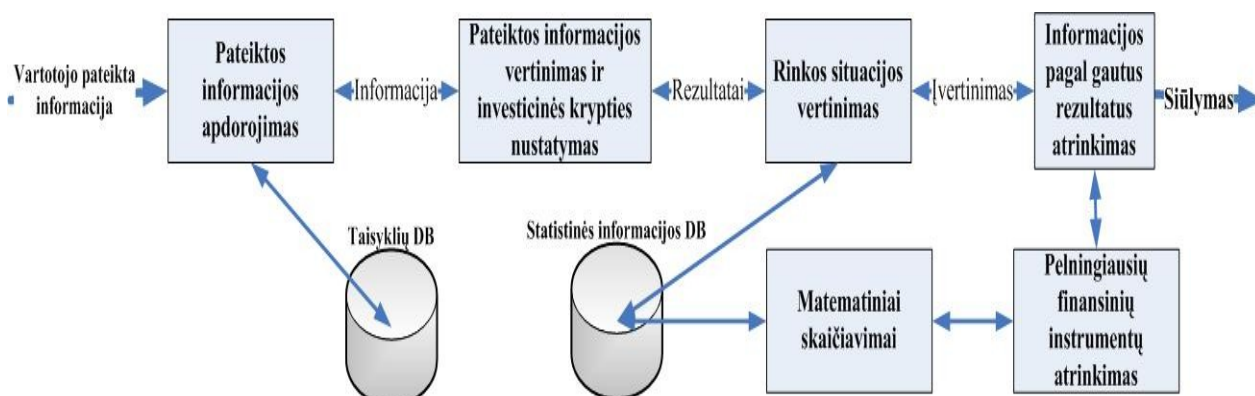 Vartotojo pateikta
informacija
Pateiktos
informacijos
apdorojimas
Informacija
Pateiktos informacijos
vertinimas ir
investicinės krypties
nustatymas
Rezultatai
Rinkos situacijos
vertinimas
Įvertinimas
Informacijos
pagal gautus
rezultatus
atrinkimas
Siūlymas
Taisyklių DB
Statistinės informacijos DB
Matematiniai
skaičiavimai
Pelningiausių
finansinių
instrumentų
atrinkimas